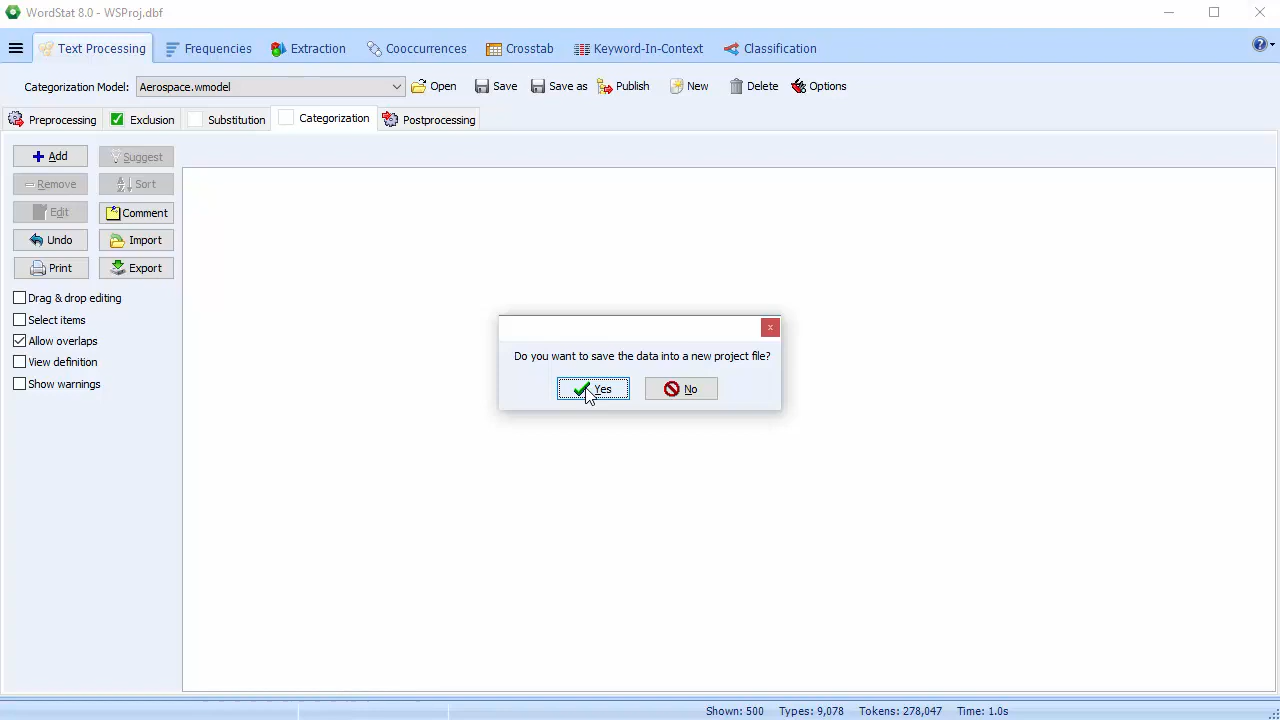 WordStat 8.0 - WSProj.dbf
Text Processing Frequencies Extraction Cooccurrences Crosstab Keyword-In-Context Classification
Categorization Model: Aerospace.wmodel Open Save Save as Publish New Delete Options
Preprocessing Exclusion Substitution Categorization Postprocessing
Add Suggest
Remove Sort
Edit Comment
Undo Import
Print Export
Drag & drop editing
Select items
Allow overlaps
View definition
Show warnings
Do you want to save the data into a new project file?
Yes No
Shown: 500 Types: 9,078 Tokens: 278,047 Time: 1.0s